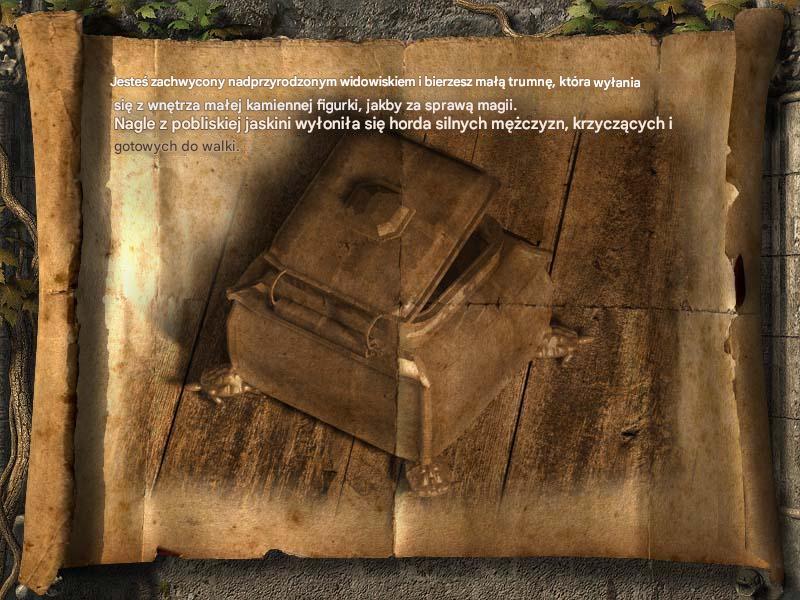 Jesteś zachwycony nadprzyrodzonym widowiskiem i bierzesz małą trumnę, która wyłania
się z wnętrza małej kamiennej figurki, jakby za sprawą magii.
Nagle z pobliskiej jaskini wyłoniła się horda silnych mężczyzn, krzyczących i
gotowych do walki.